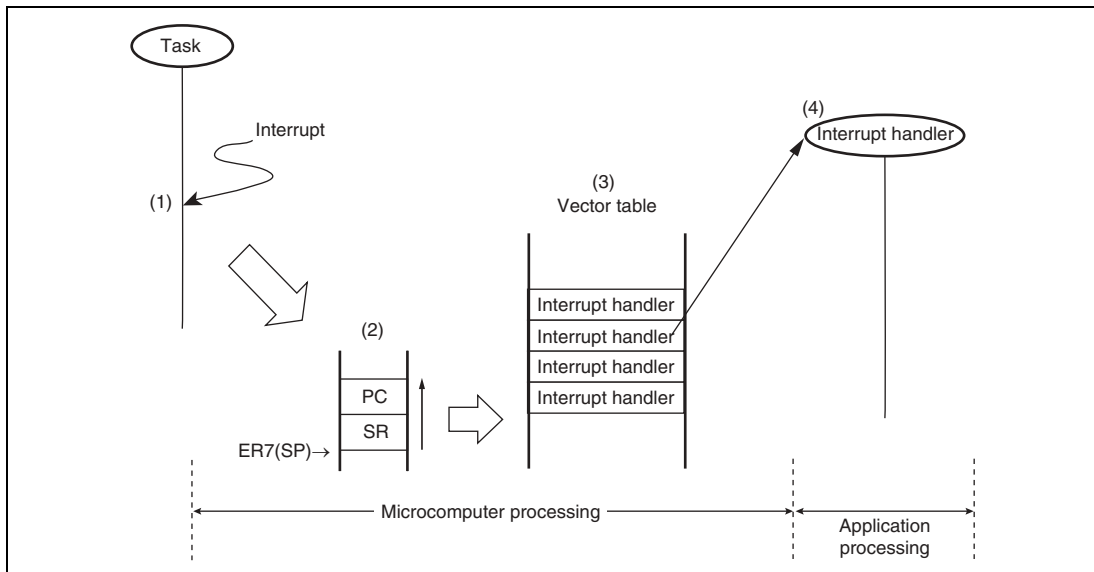 Task
Interrupt
(1)
(2)
PC
SR
ER7(SP)→
(3)
Vector table
Interrupt handler
Interrupt handler
Interrupt handler
Interrupt handler
(4)
Interrupt handler
Microcomputer processing
Application
processing